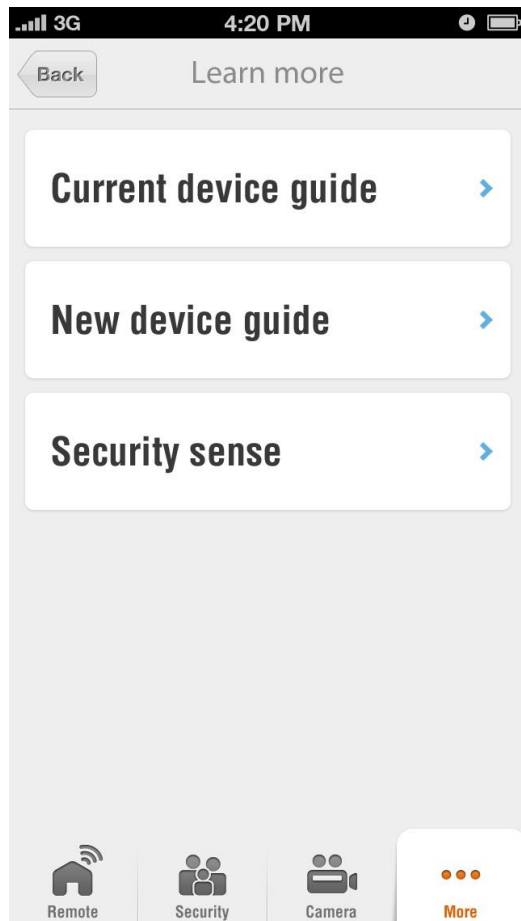 3G 4:20 PM
Back Learn more
Current device guide
New device guide
Security sense
Remote Security Camera More